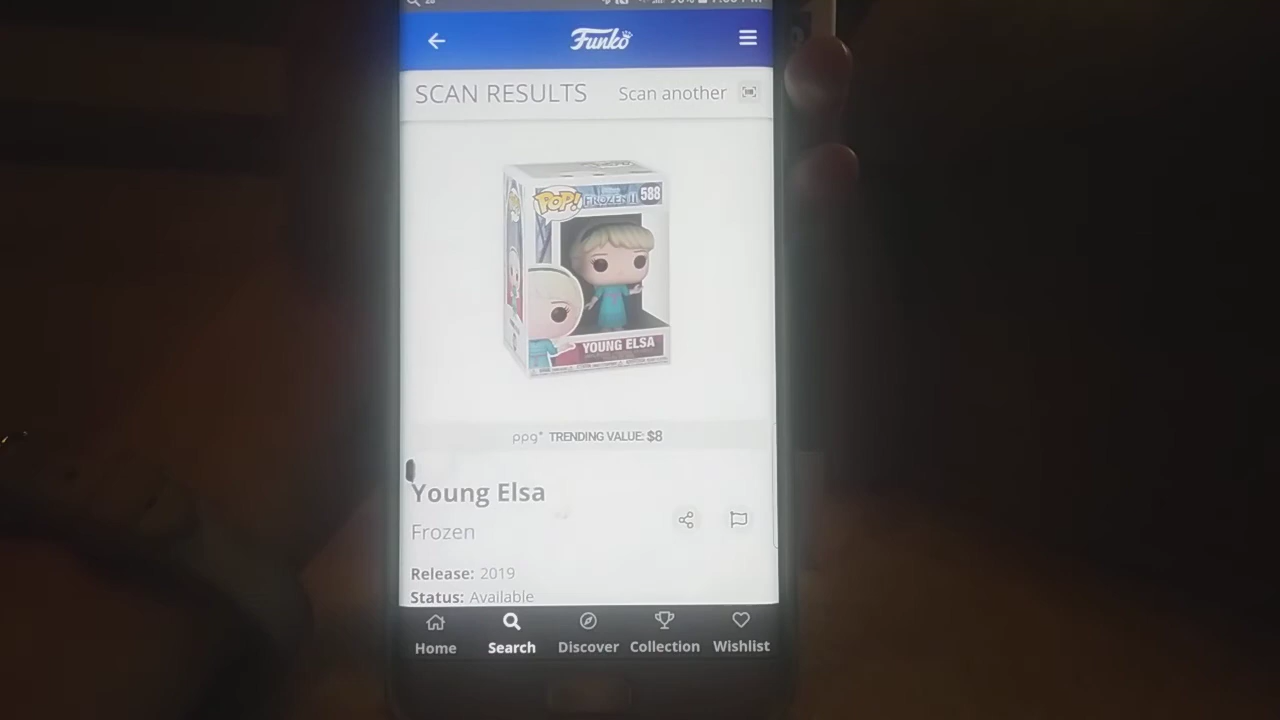 Funko
SCAN RESULTS
Scan another
POP!
FROZEN II
588
YOUNG ELSA
ppg* TRENDING VALUE: $8
Young Elsa
Frozen
Release: 2019
Status: Available
Home
Search
Discover
Collection
Wishlist